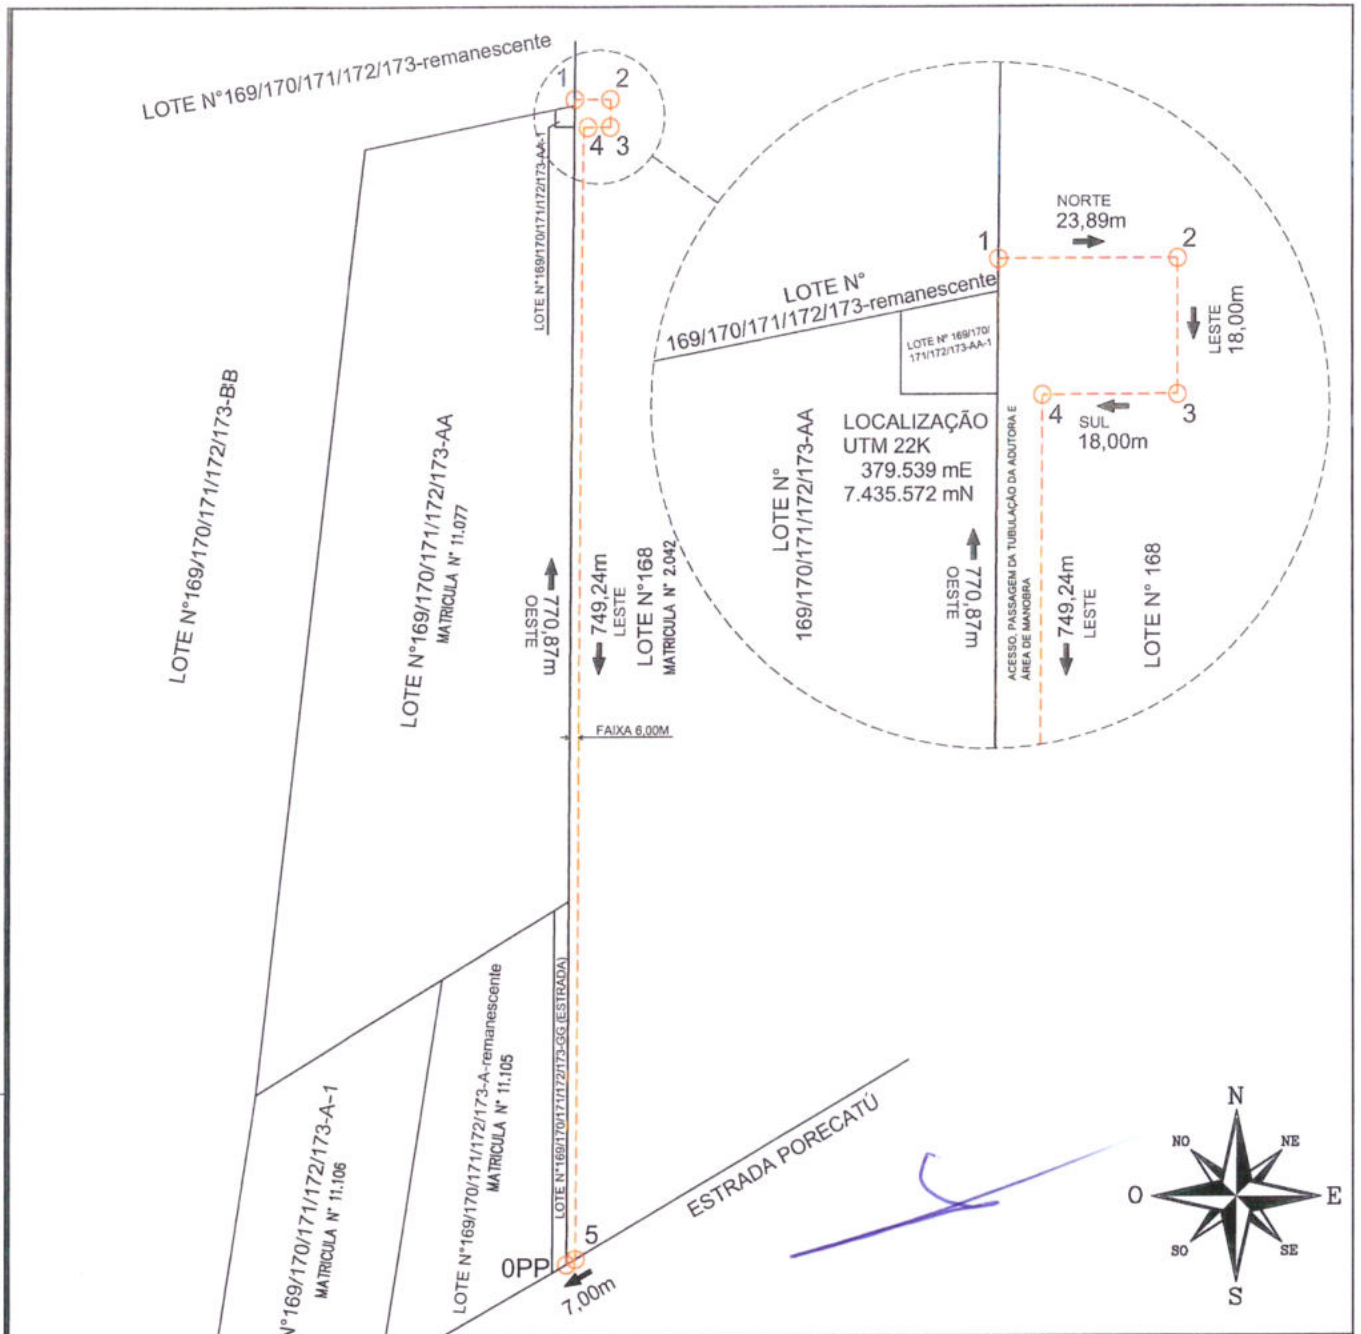 LOTE N°169/170/171/172/173-remanescente
1
2
4
3
LOTE N°169/170/171/172/173-AA-1
LOTE N°169/170/171/172/173-BB
LOTE N°169/170/171/172/173-AA
MATRICULA N° 11.077
770,87m
OESTE
749,24m
LESTE
LOTE N°168
MATRICULA N° 2.042
FAIXA 6,00M
NORTE
23,89m
1
2
LOTE N°
169/170/171/172/173-remanescente
LOTE N° 169/170/
171/172/173-AA-1
LESTE
18,00m
4
3
SUL
18,00m
LOCALIZAÇÃO
UTM 22K
379.539 mE
7.435.572 mN
LOTE N°
169/170/171/172/173-AA
770,87m
OESTE
ACESSO, PASSAGEM DA TUBULAÇÃO DA ADUTORA E
ÁREA DE MANOBRA
749,24m
LESTE
LOTE N° 168
N°169/170/171/172/173-A-1
MATRICULA N° 11.106
LOTE N°169/170/171/172/173-A-remanescente
MATRICULA N° 11.105
LOTE N°169/170/171/172/173-GG (ESTRADA)
ESTRADA PORECATÚ
5
0PP
7,00m
N
NO
NE
O
E
SO
SE
S